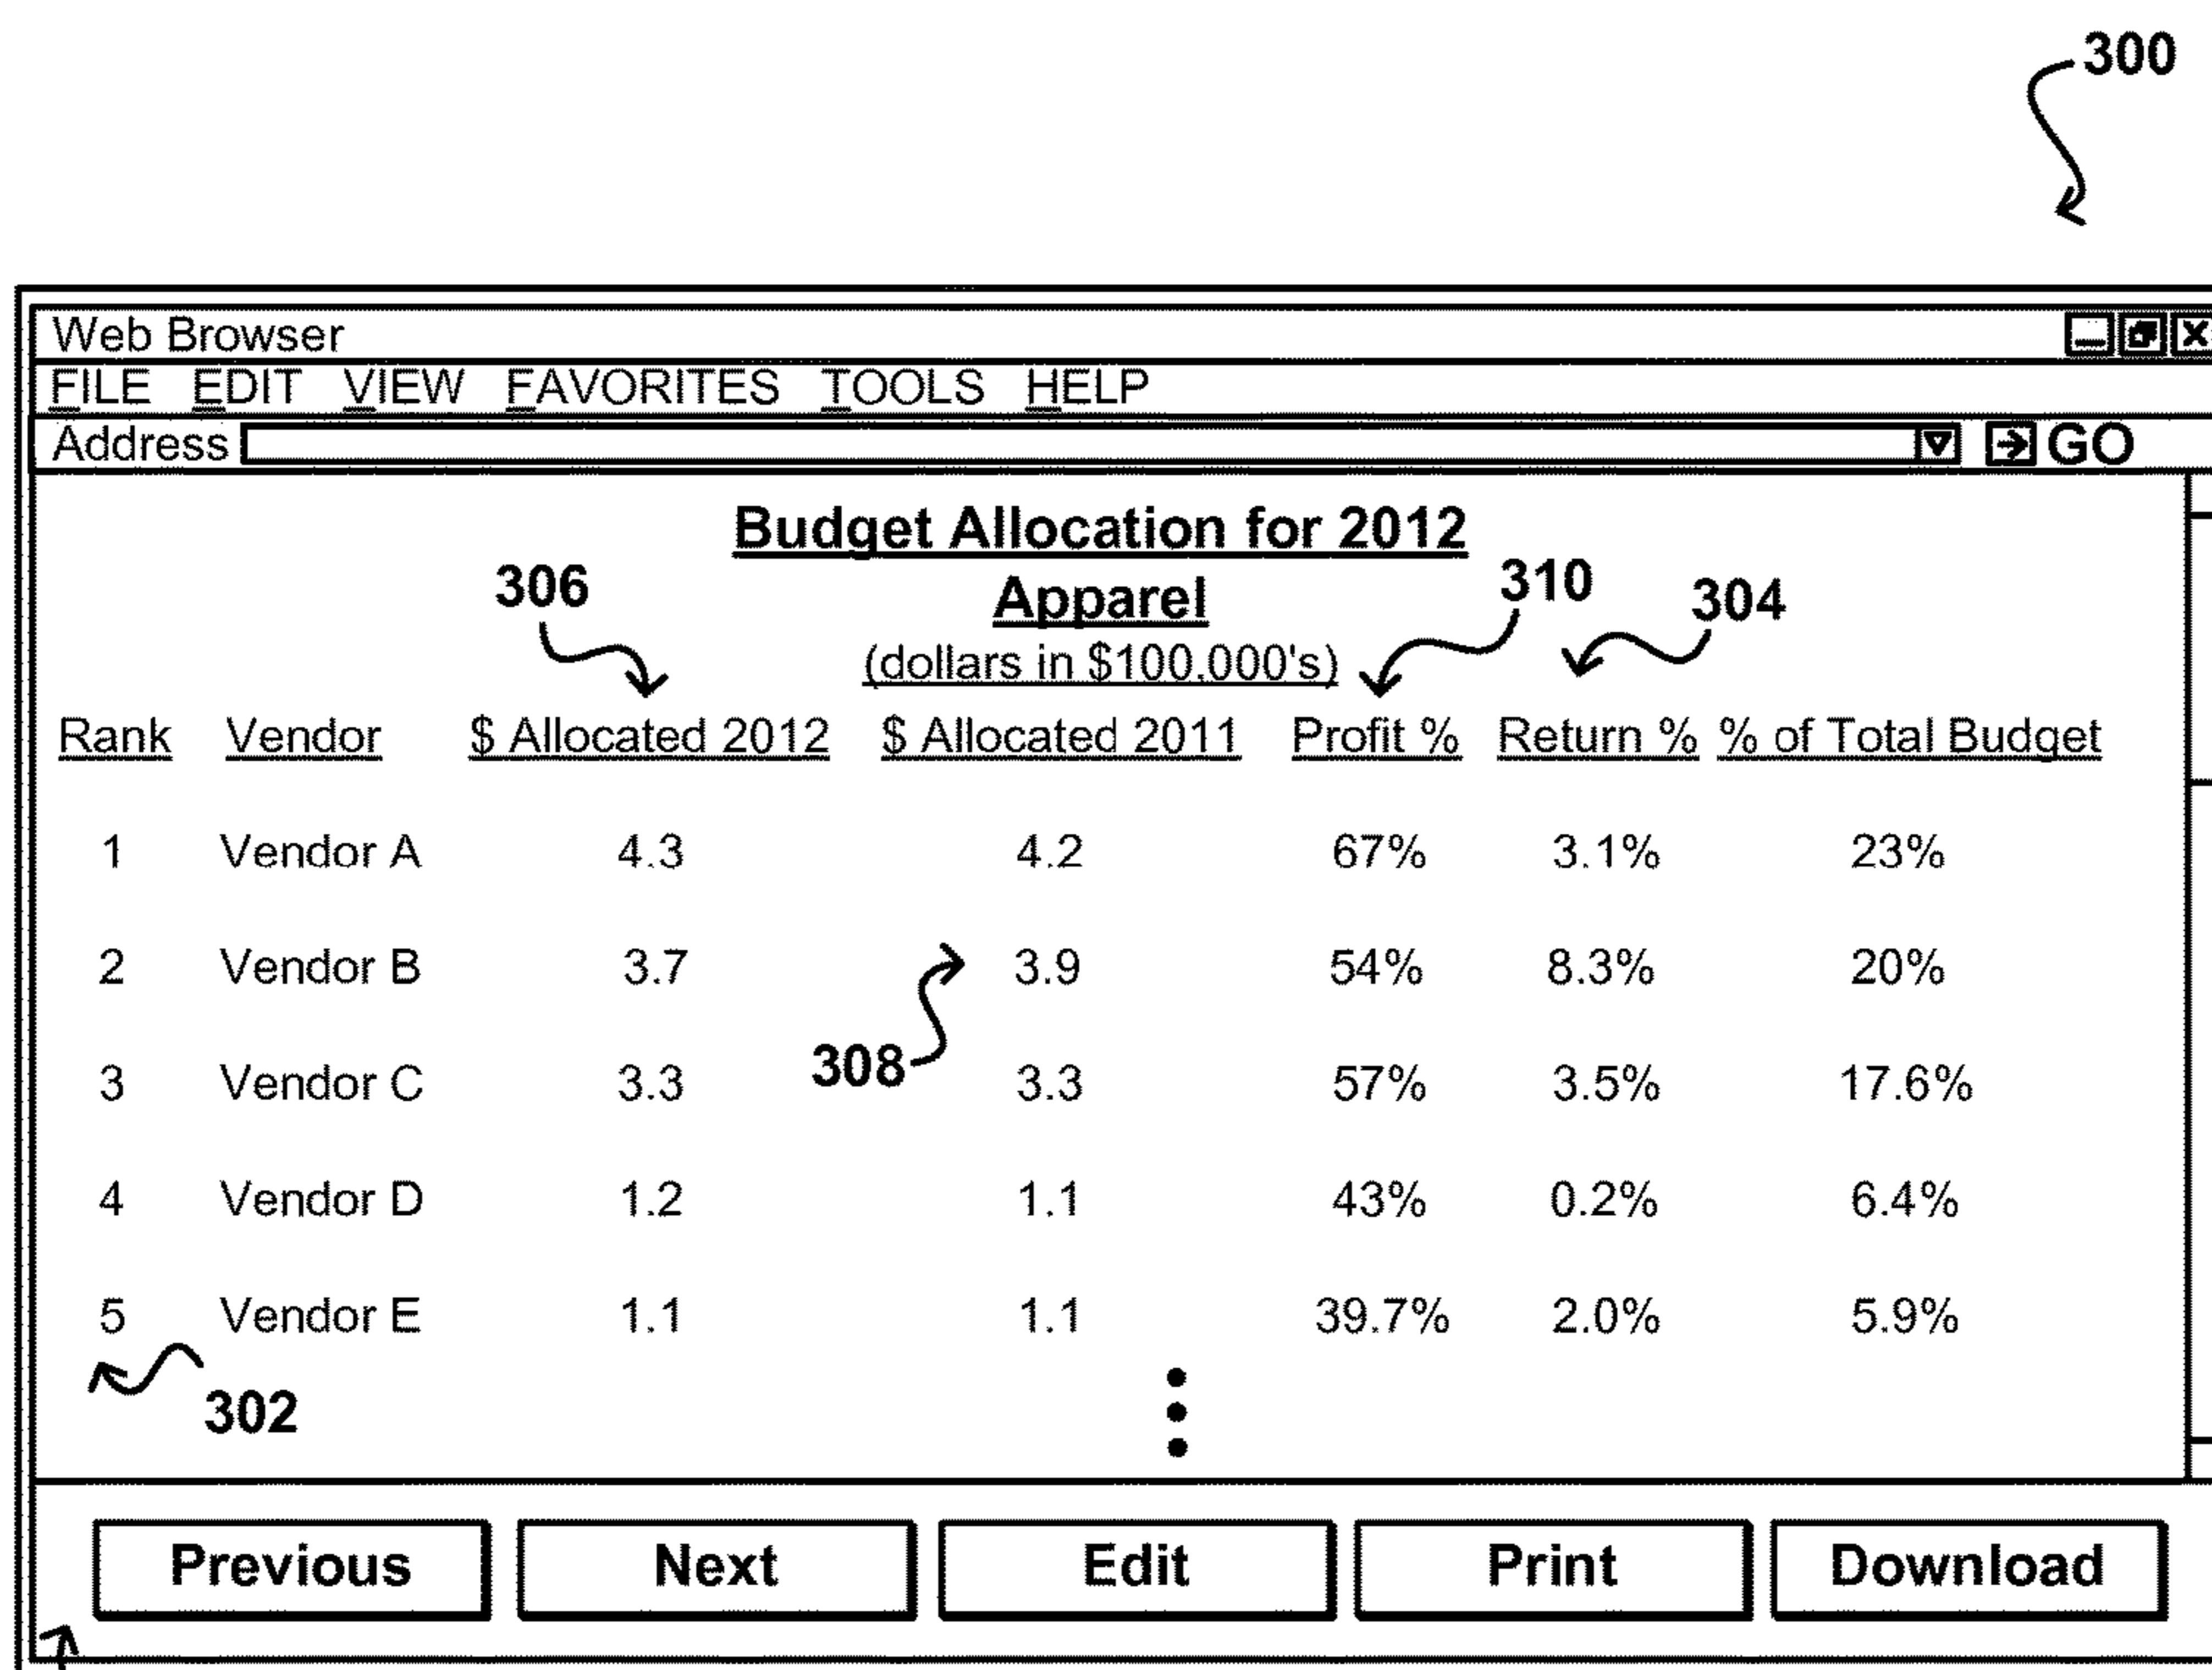 300
Web Browser
FILE EDIT VIEW FAVORITES TOOLS HELP
Address GO
Budget Allocation for 2012
306 Apparel 310 304
(dollars in $100,000's)
Rank Vendor $ Allocated 2012 $ Allocated 2011 Profit % Return % % of Total Budget
1 Vendor A 4.3 4.2 67% 3.1% 23%
2 Vendor B 3.7 3.9 54% 8.3% 20%
308
3 Vendor C 3.3 3.3 57% 3.5% 17.6%
4 Vendor D 1.2 1.1 43% 0.2% 6.4%
5 Vendor E 1.1 1.1 39.7% 2.0% 5.9%
302
Previous Next Edit Print Download